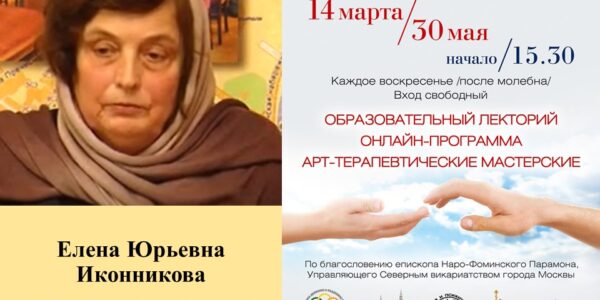 Елена Юрьевна
Иконникова
14 марта/30 мая
начало/15.30
Каждое воскресенье /после молебна/
Вход свободный
ОБРАЗОВАТЕЛЬНЫЙ ЛЕКТОРИЙ
ОНЛАЙН-ПРОГРАММА
АРТ-ТЕРАПЕВТИЧЕСКИЕ МАСТЕРСКИЕ
По благословению епископа Наро-Фоминского Парамона,
Управляющего Северным викариатством города Москвы